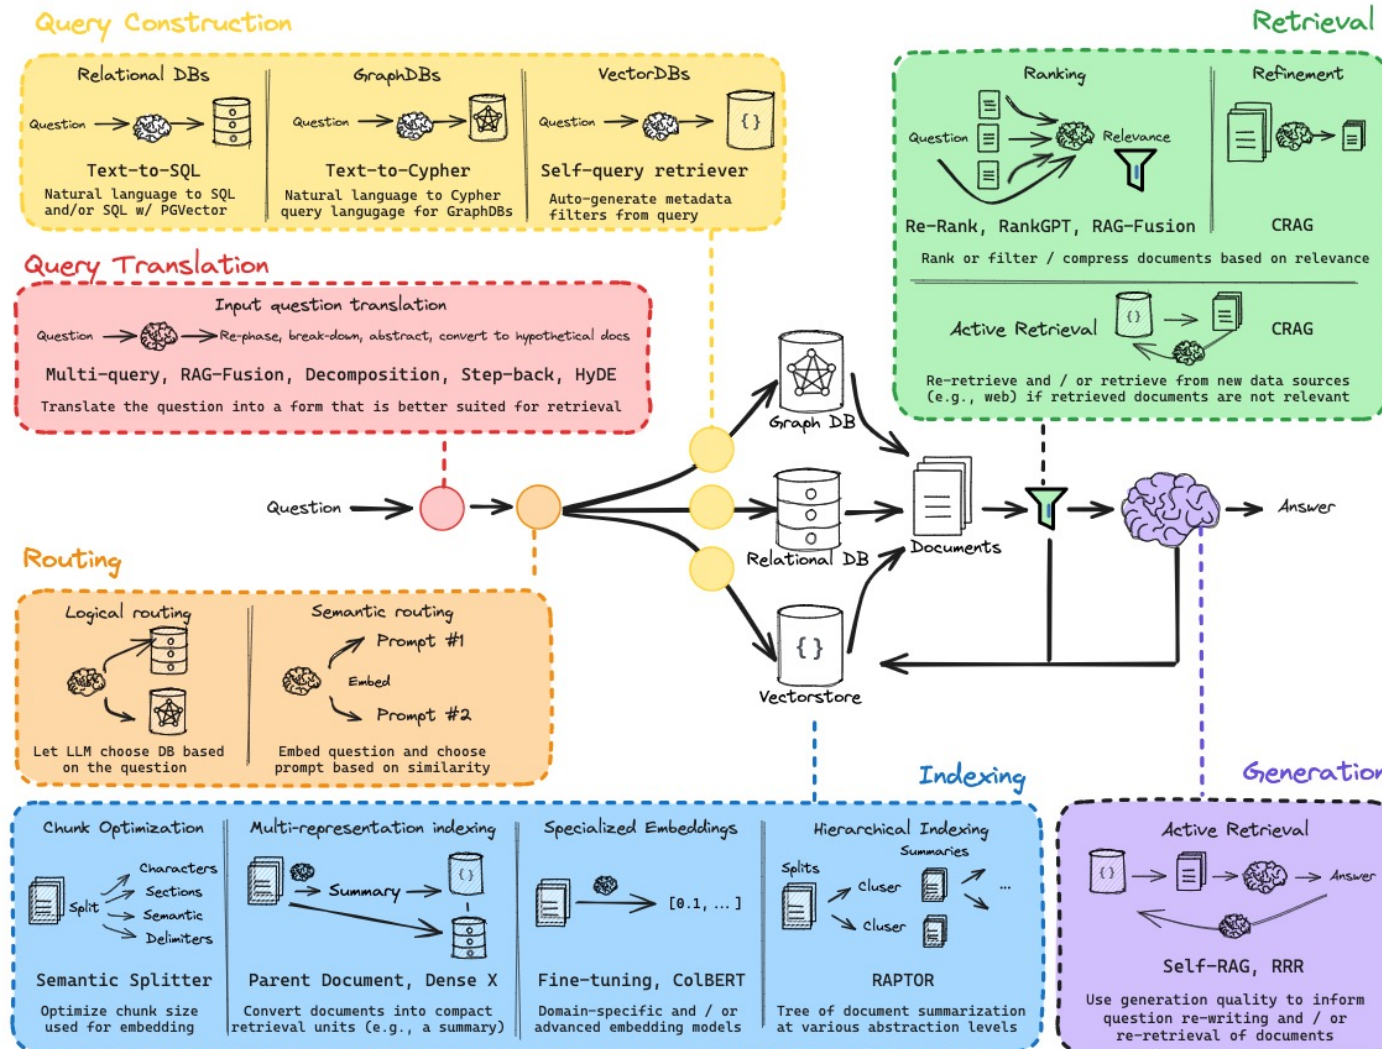 Query Construction
Relational DBs
Question
Text-to-SQL
Natural language to SQL
and/or SQL w/ PGVector
GraphDBs
Question
Text-to-Cypher
Natural language to Cypher
query langugage for GraphDBs
VectorDBs
Question
{}
Self-query retriever
Auto-generate metadata
filters from query
Retrieval
Ranking
Question
Relevance
Re-Rank, RankGPT, RAG-Fusion
Refinement
CRAG
Rank or filter / compress documents based on relevance
Active Retrieval
{}
CRAG
Re-retrieve and / or retrieve from new data sources
(e.g., web) if retrieved documents are not relevant
Query Translation
Input question translation
Question
Re-phase, break-down, abstract, convert to hypothetical docs
Multi-query, RAG-Fusion, Decomposition, Step-back, HyDE
Translate the question into a form that is better suited for retrieval
Question
Graph DB
Relational DB
{}
Vectorstore
Documents
Answer
Routing
Logical routing
Let LLM choose DB based
on the question
Semantic routing
Prompt #1
Embed
Prompt #2
Embed question and choose
prompt based on similarity
Indexing
Chunk Optimization
Split
Characters
Sections
Semantic
Delimiters
Semantic Splitter
Optimize chunk size
used for embedding
Multi-representation indexing
Summary
{}
Parent Document, Dense X
Convert documents into compact
retrieval units (e.g., a summary)
Specialized Embeddings
[0.1, ... ]
Fine-tuning, ColBERT
Domain-specific and / or
advanced embedding models
Hierarchical Indexing
Summaries
Splits
Cluser
Cluser
...
RAPTOR
Tree of document summarization
at various abstraction levels
Generation
Active Retrieval
{}
Answer
Self-RAG, RRR
Use generation quality to inform
question re-writing and / or
re-retrieval of documents